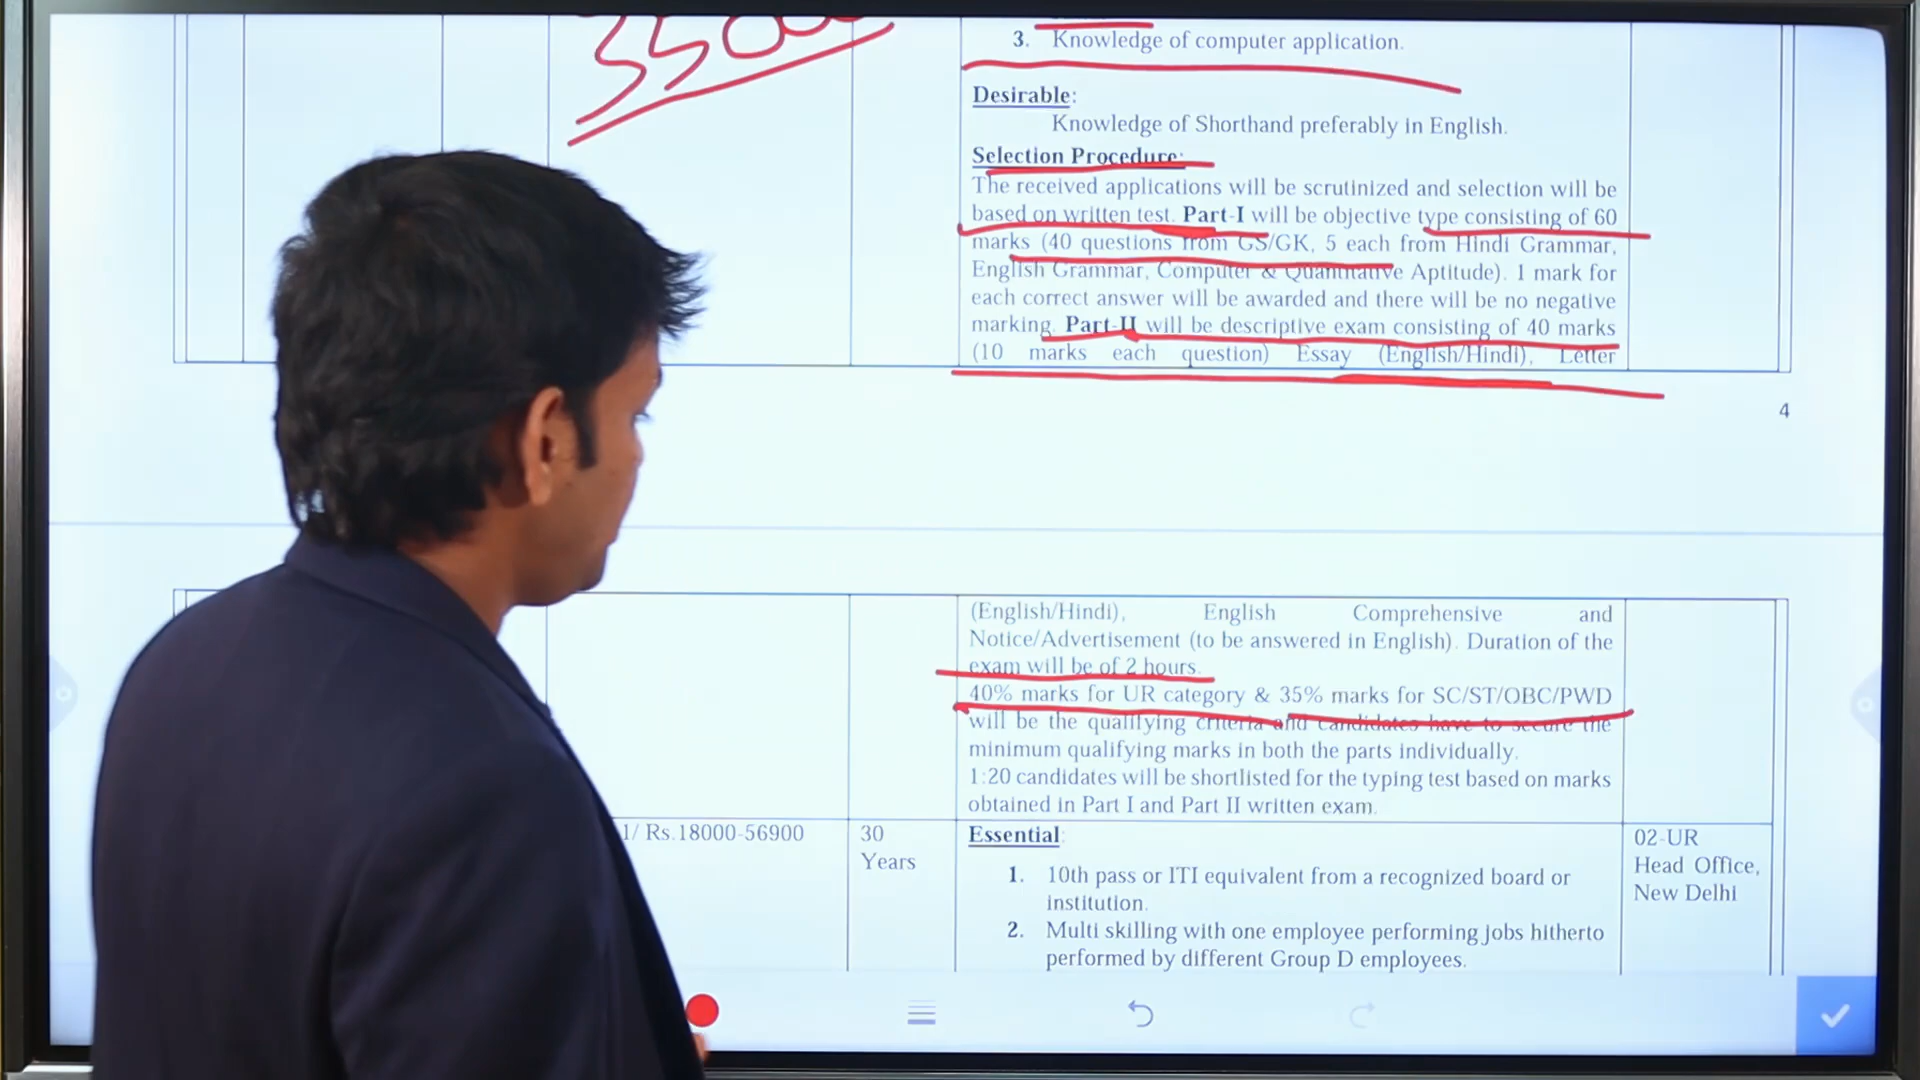 3. Knowledge of computer application.
Desirable:
Knowledge of Shorthand preferably in English.
Selection Procedure:
The received applications will be scrutinized and selection will be
based on written test. Part-I will be objective type consisting of 60
marks (40 questions from GS/GK, 5 each from Hindi Grammar,
English Grammar, Computer & Quantitative Aptitude). 1 mark for
each correct answer will be awarded and there will be no negative
marking. Part-II will be descriptive exam consisting of 40 marks
(10 marks each question) Essay (English/Hindi), Letter
4
(English/Hindi), English Comprehensive and
Notice/Advertisement (to be answered in English). Duration of the
exam will be of 2 hours.
40% marks for UR category & 35% marks for SC/ST/OBC/PWD
will be the qualifying criteria and candidates have to secure the
minimum qualifying marks in both the parts individually.
1:20 candidates will be shortlisted for the typing test based on marks
obtained in Part I and Part II written exam.
1/ Rs.18000-56900
30
Years
Essential:
1. 10th pass or ITI equivalent from a recognized board or
institution.
2. Multi skilling with one employee performing jobs hitherto
performed by different Group D employees.
02-UR
Head Office,
New Delhi